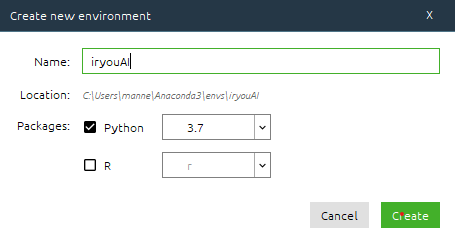 Create new environment X
Name: iryouAI
Location: C:\Users\manne\Anaconda3\envs\iryouAI
Packages: Python 3.7
R r
Cancel Create